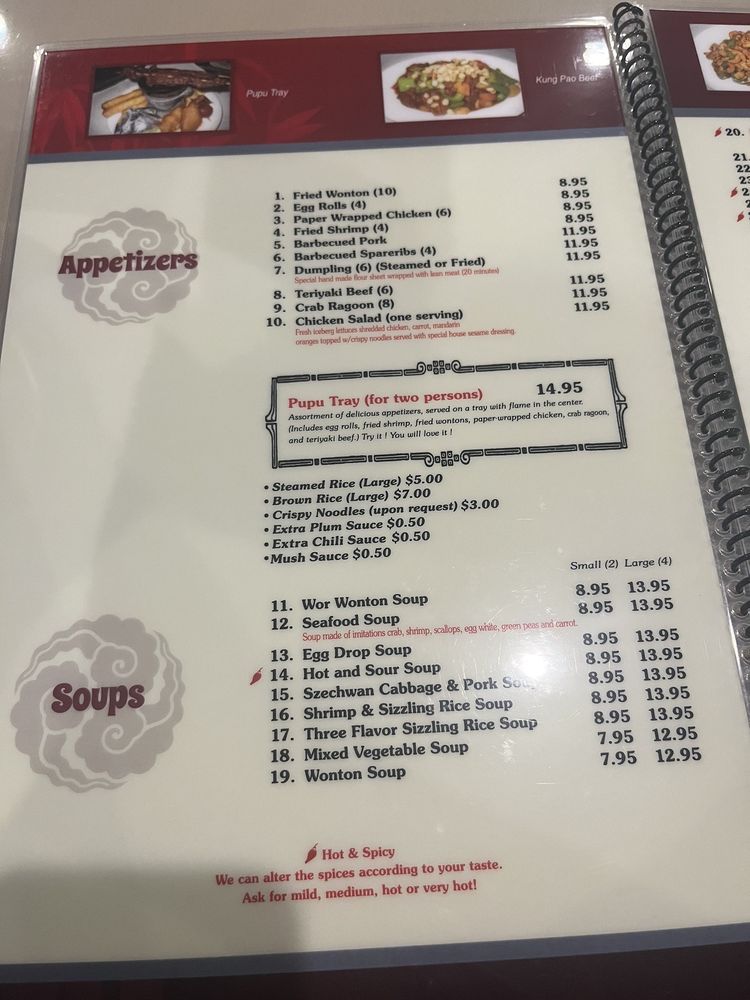 Pupu Tray
Kung Pao Beef
Appetizers
1. Fried Wonton (10) 8.95
2. Egg Rolls (4) 8.95
3. Paper Wrapped Chicken (6) 8.95
4. Fried Shrimp (4) 8.95
5. Barbecued Pork 11.95
6. Barbecued Spareribs (4) 11.95
7. Dumpling (6) (Steamed or Fried) 11.95
Special hand made flour sheet wrapped with lean meat (20 minutes)
8. Teriyaki Beef (6) 11.95
9. Crab Ragoon (8) 11.95
10. Chicken Salad (one serving) 11.95
Fresh iceberg lettuces shredded chicken, carrot, mandarin
oranges topped w/crispy noodles served with special house sesame dressing.
Pupu Tray (for two persons) 14.95
Assortment of delicious appetizers, served on a tray with flame in the center.
(Includes egg rolls, fried shrimp, fried wontons, paper-wrapped chicken, crab ragoon,
and teriyaki beef.) Try it ! You will love it !
• Steamed Rice (Large) $5.00
• Brown Rice (Large) $7.00
• Crispy Noodles (upon request) $3.00
• Extra Plum Sauce $0.50
• Extra Chili Sauce $0.50
• Mush Sauce $0.50
Soups
Small (2) Large (4)
11. Wor Wonton Soup 8.95 13.95
12. Seafood Soup 8.95 13.95
Soup made of imitations crab, shrimp, scallops, egg white, green peas and carrot.
13. Egg Drop Soup 8.95 13.95
14. Hot and Sour Soup 8.95 13.95
15. Szechwan Cabbage & Pork Soup 8.95 13.95
16. Shrimp & Sizzling Rice Soup 8.95 13.95
17. Three Flavor Sizzling Rice Soup 8.95 13.95
18. Mixed Vegetable Soup 7.95 12.95
19. Wonton Soup 7.95 12.95
Hot & Spicy
We can alter the spices according to your taste.
Ask for mild, medium, hot or very hot!
20.
21.
22